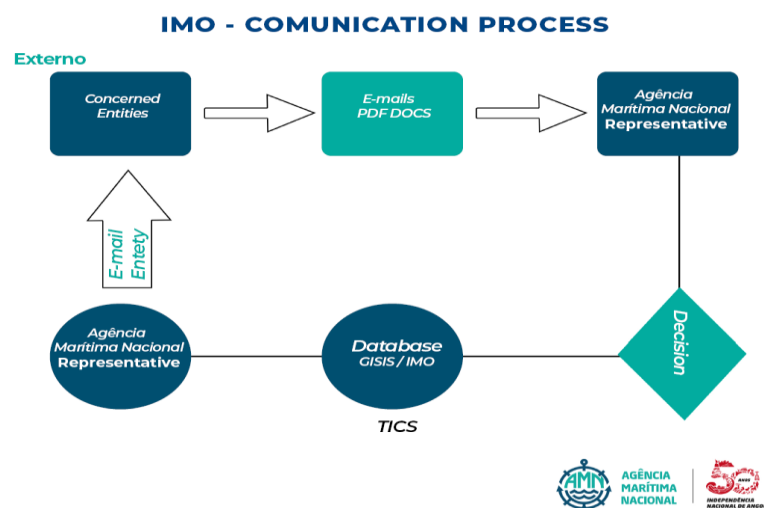 IMO - COMUNICATION PROCESS
Externo
Concerned
Entities
E-mails
PDF DOCS
Agência
Marítima Nacional
Representative
E-mail
Entety
Agência
Marítima Nacional
Representative
Database
GISIS / IMO
Decision
TICS
AMN
AGÊNCIA
MARÍTIMA
NACIONAL
50
ANOS
INDEPENDÊNCIA
NACIONAL DE ANGO